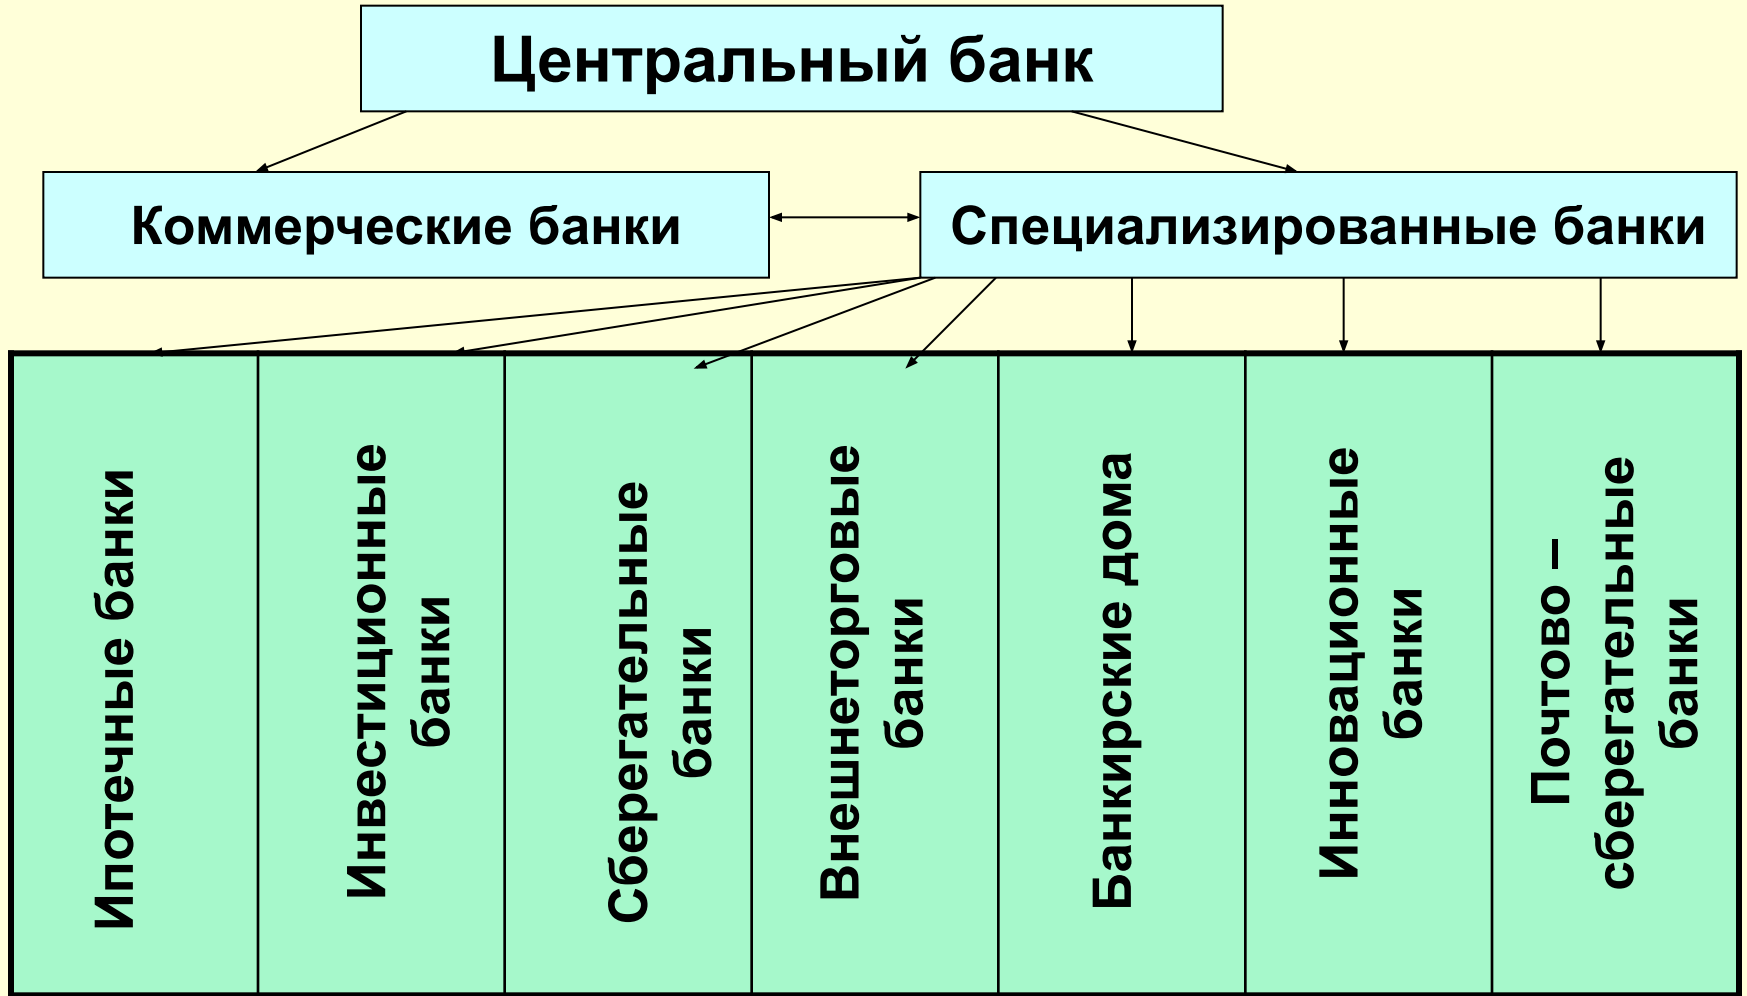 Центральный банк
Коммерческие банки
Специализированные банки
Ипотечные банки
Инвестиционные
банки
Сберегательные
банки
Внешнеторговые
банки
Банкирские дома
Инновационные
банки
Почтово –
сберегательные
банки